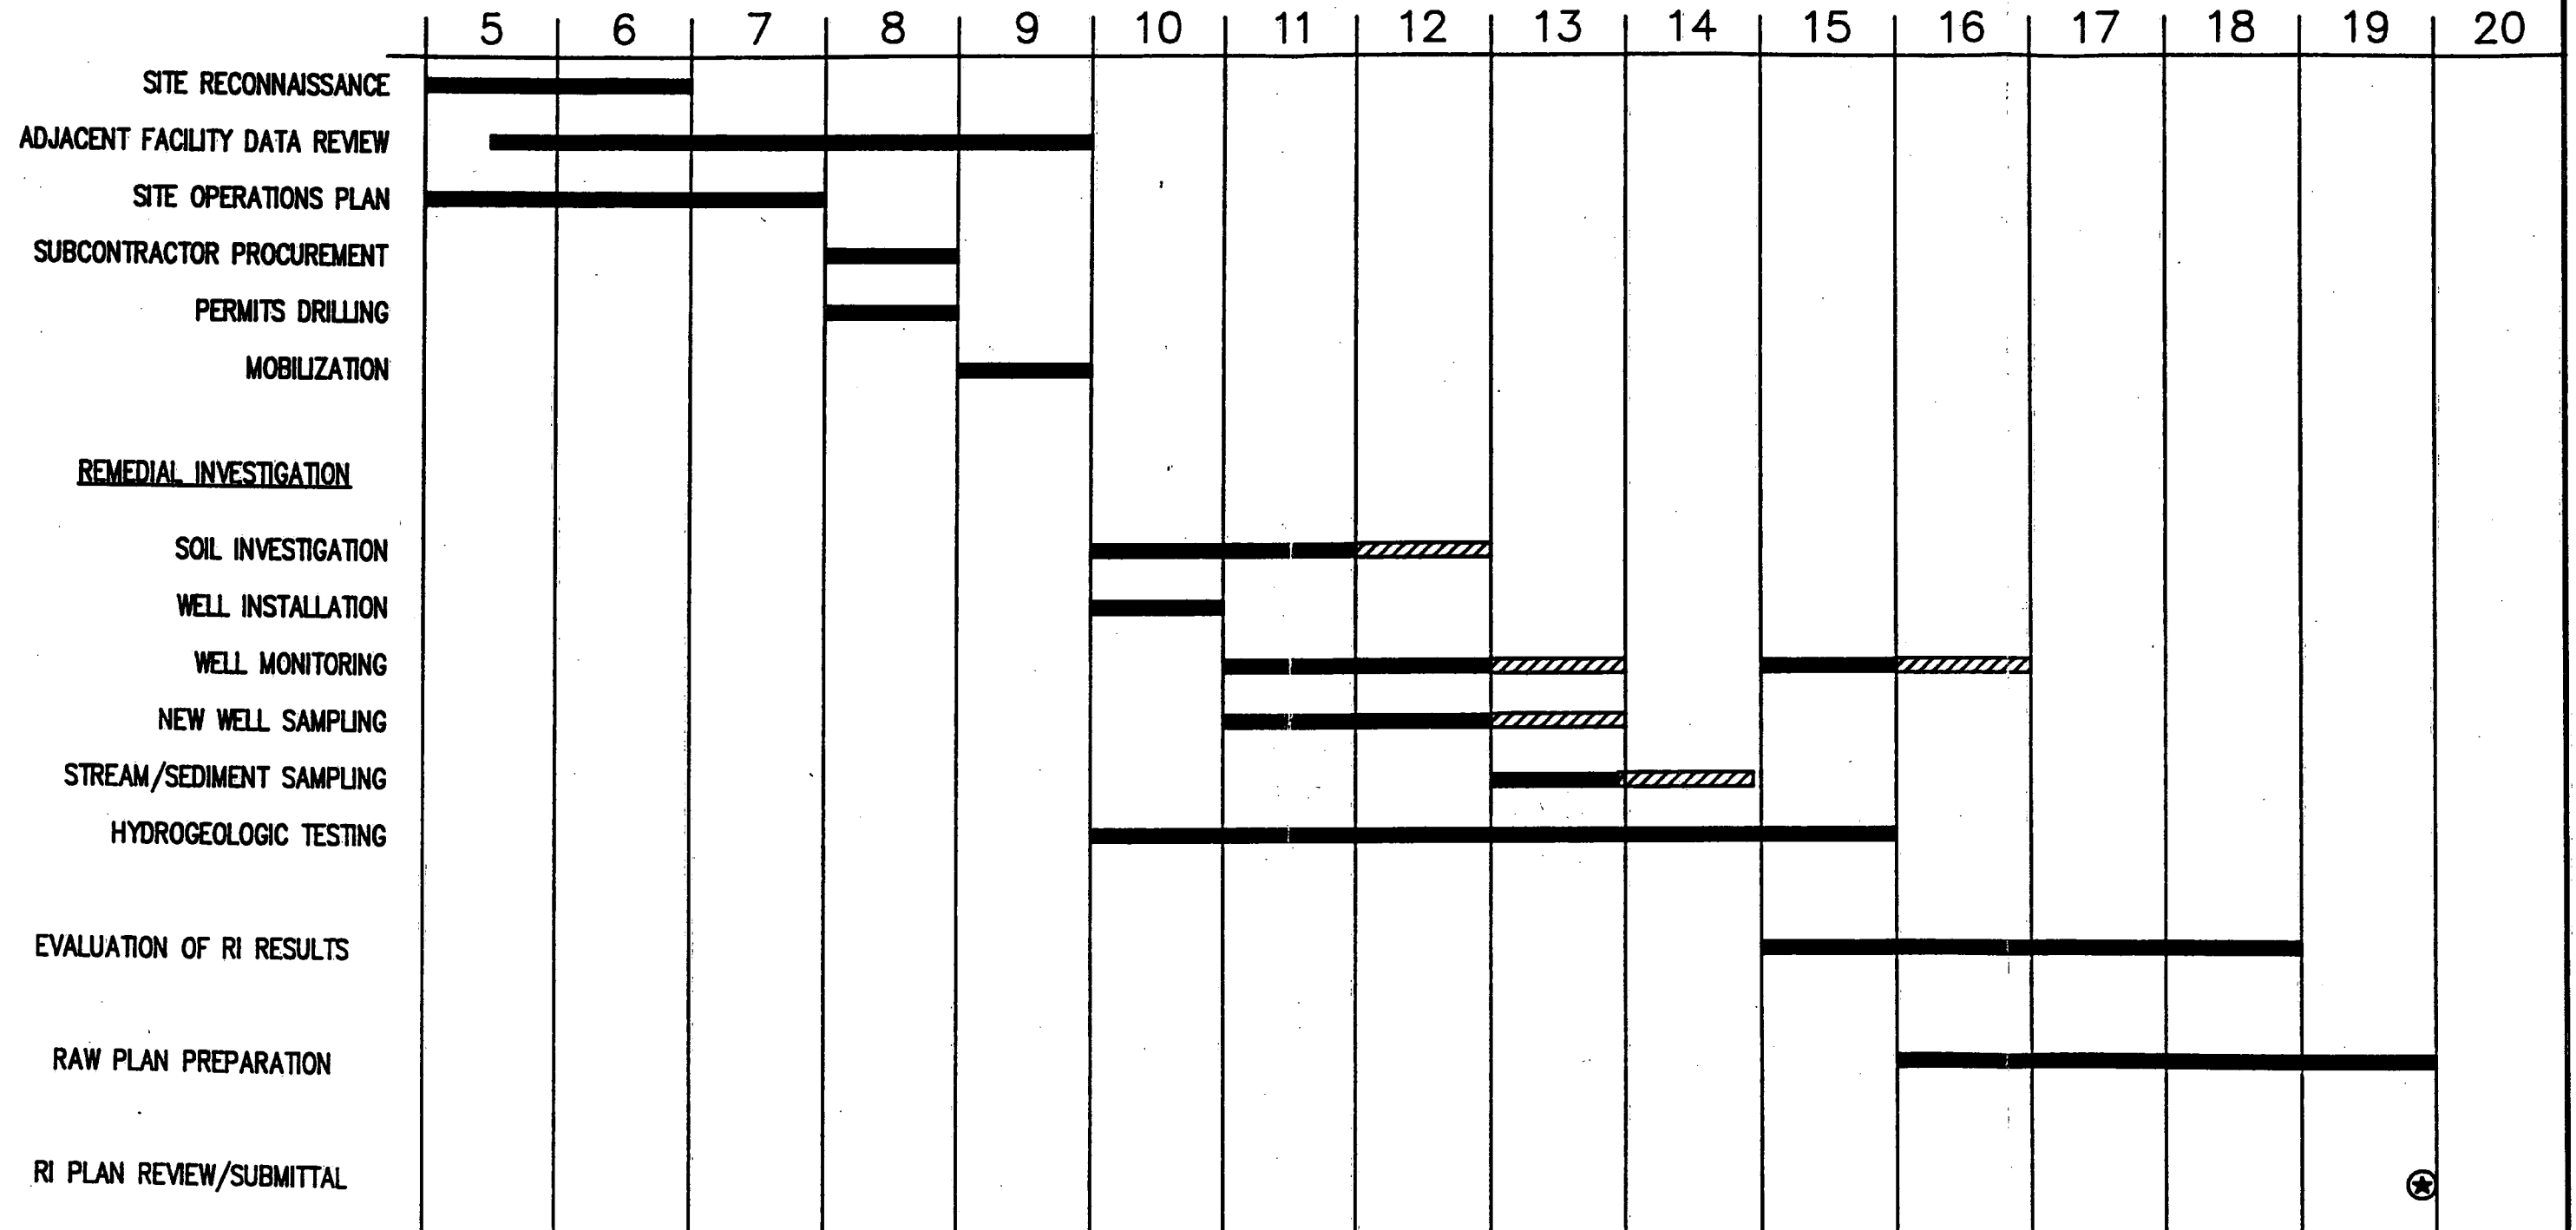 5 6 7 8 9 10 11 12 13 14 15 16 17 18 19 20
SITE RECONNAISSANCE
ADJACENT FACILITY DATA REVIEW
SITE OPERATIONS PLAN
SUBCONTRACTOR PROCUREMENT
PERMITS DRILLING
MOBILIZATION
REMEDIAL INVESTIGATION
SOIL INVESTIGATION
WELL INSTALLATION
WELL MONITORING
NEW WELL SAMPLING
STREAM/SEDIMENT SAMPLING
HYDROGEOLOGIC TESTING
EVALUATION OF RI RESULTS
RAW PLAN PREPARATION
RI PLAN REVIEW/SUBMITTAL